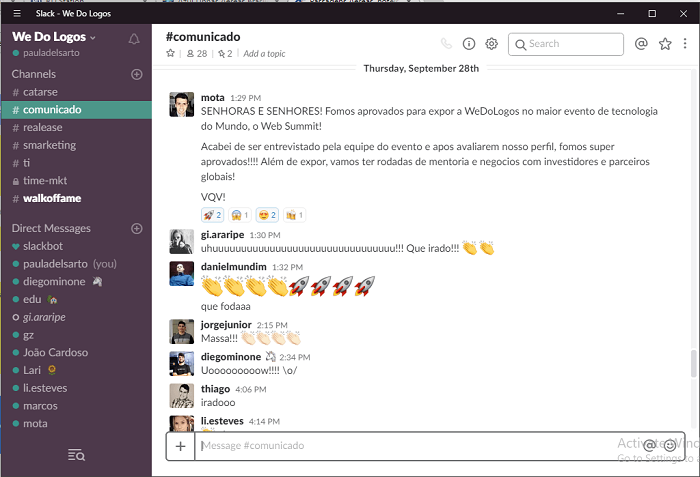 Slack - We Do Logos
We Do Logos
pauladelsarto
Channels
# catarse
# comunicado
# realease
# smarketing
# ti
time-mkt
# walkoffame
Direct Messages
slackbot
pauladelsarto (you)
diegominone
edu
gi.araripe
gz
João Cardoso
Lari
li.esteves
marcos
mota
#comunicado
28 | 2 | Add a topic
Search
Thursday, September 28th
mota 1:29 PM
SENHORAS E SENHORES! Fomos aprovados para expor a WeDoLogos no maior evento de tecnologia
do Mundo, o Web Summit!
Acabei de ser entrevistado pela equipe do evento e apos avaliarem nosso perfil, fomos super
aprovados!!!! Além de expor, vamos ter rodadas de mentoria e negocios com investidores e parceiros
globais!
VQV!
2 1 2 1
gi.araripe 1:30 PM
uhuuuuuuuuuuuuuuuuuuuuuuuuuuuuuuuu!!! Que irado!!!
danielmundim 1:32 PM
que fodaaa
jorgejunior 2:15 PM
Massa!!!
diegominone 2:34 PM
Uooooooooow!!!! \o/
thiago 4:06 PM
iradooo
li.esteves 4:14 PM
Message #comunicado
Activate Win
Go to Settings to a